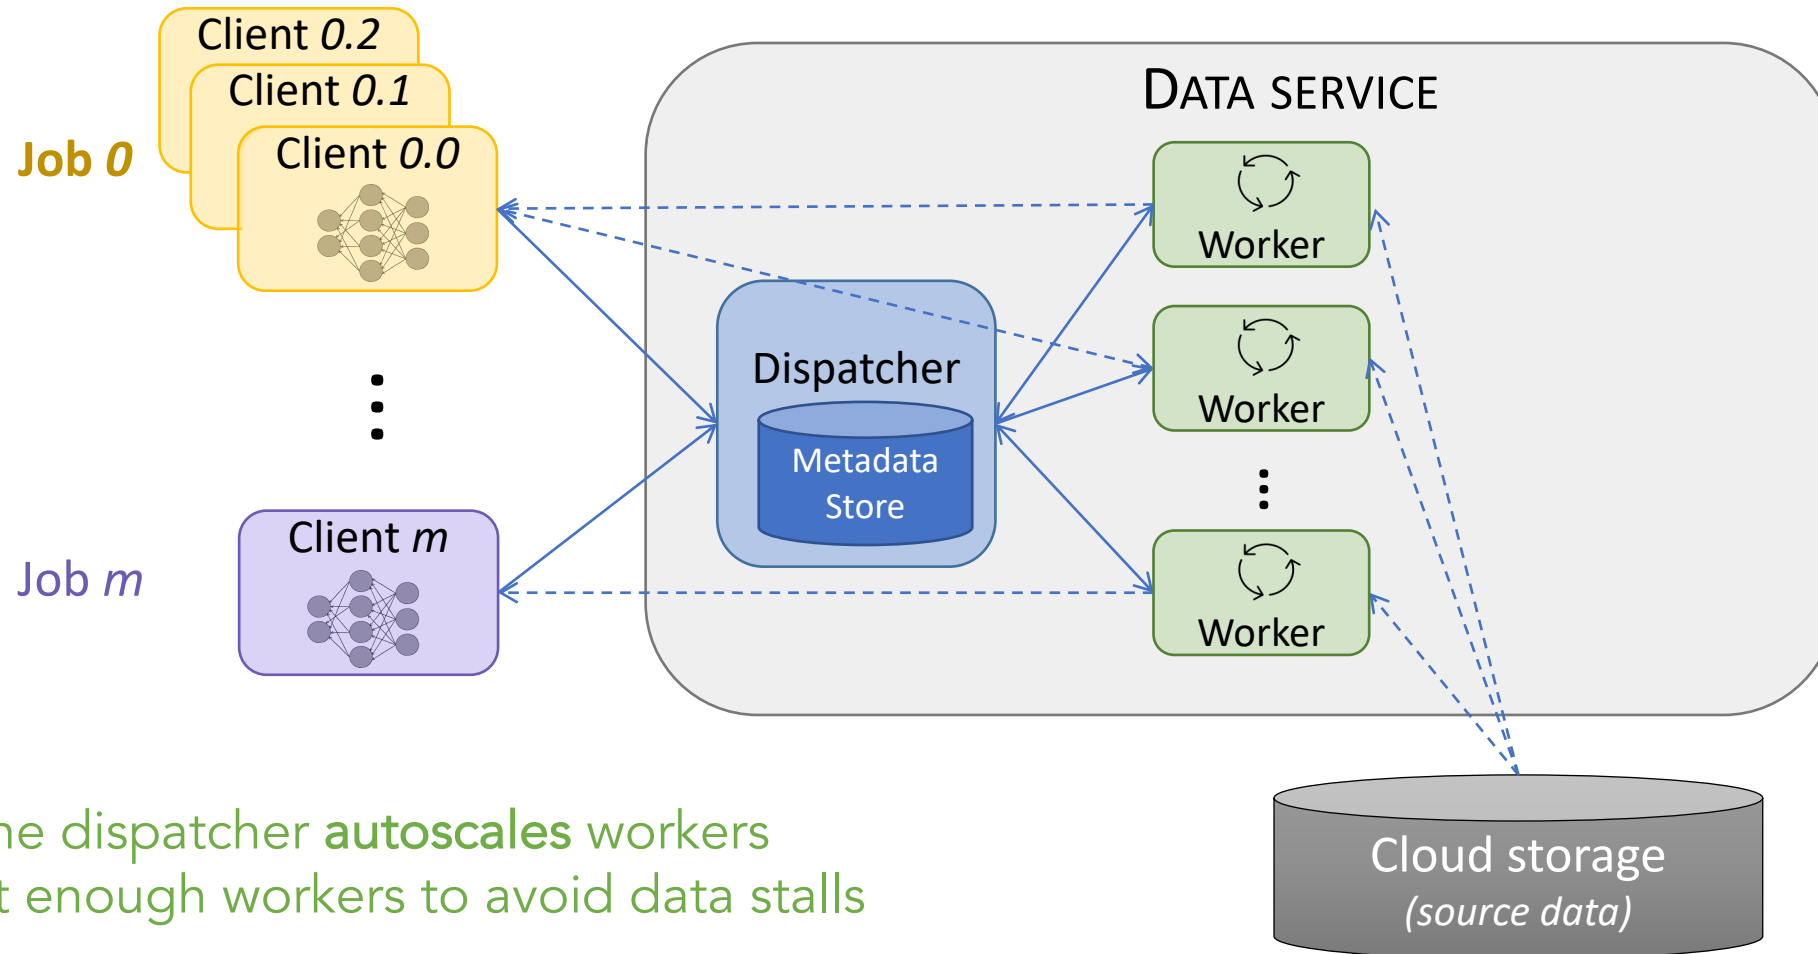 Client 0.2
Client 0.1
Client 0.0
Job 0
DATA SERVICE
Worker
Worker
Dispatcher
Metadata
Store
Client m
Job m
Worker
he dispatcher autoscales workers
t enough workers to avoid data stalls
Cloud storage
(source data)